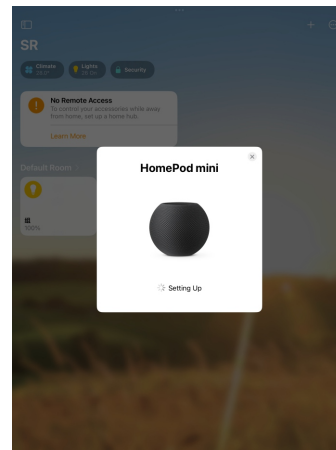 SR
Climate
Lights
Security
No Remote Access
To control your accessories while away
from home, set up a home hub.
Learn More
Default Room
100%
HomePod mini
Setting Up